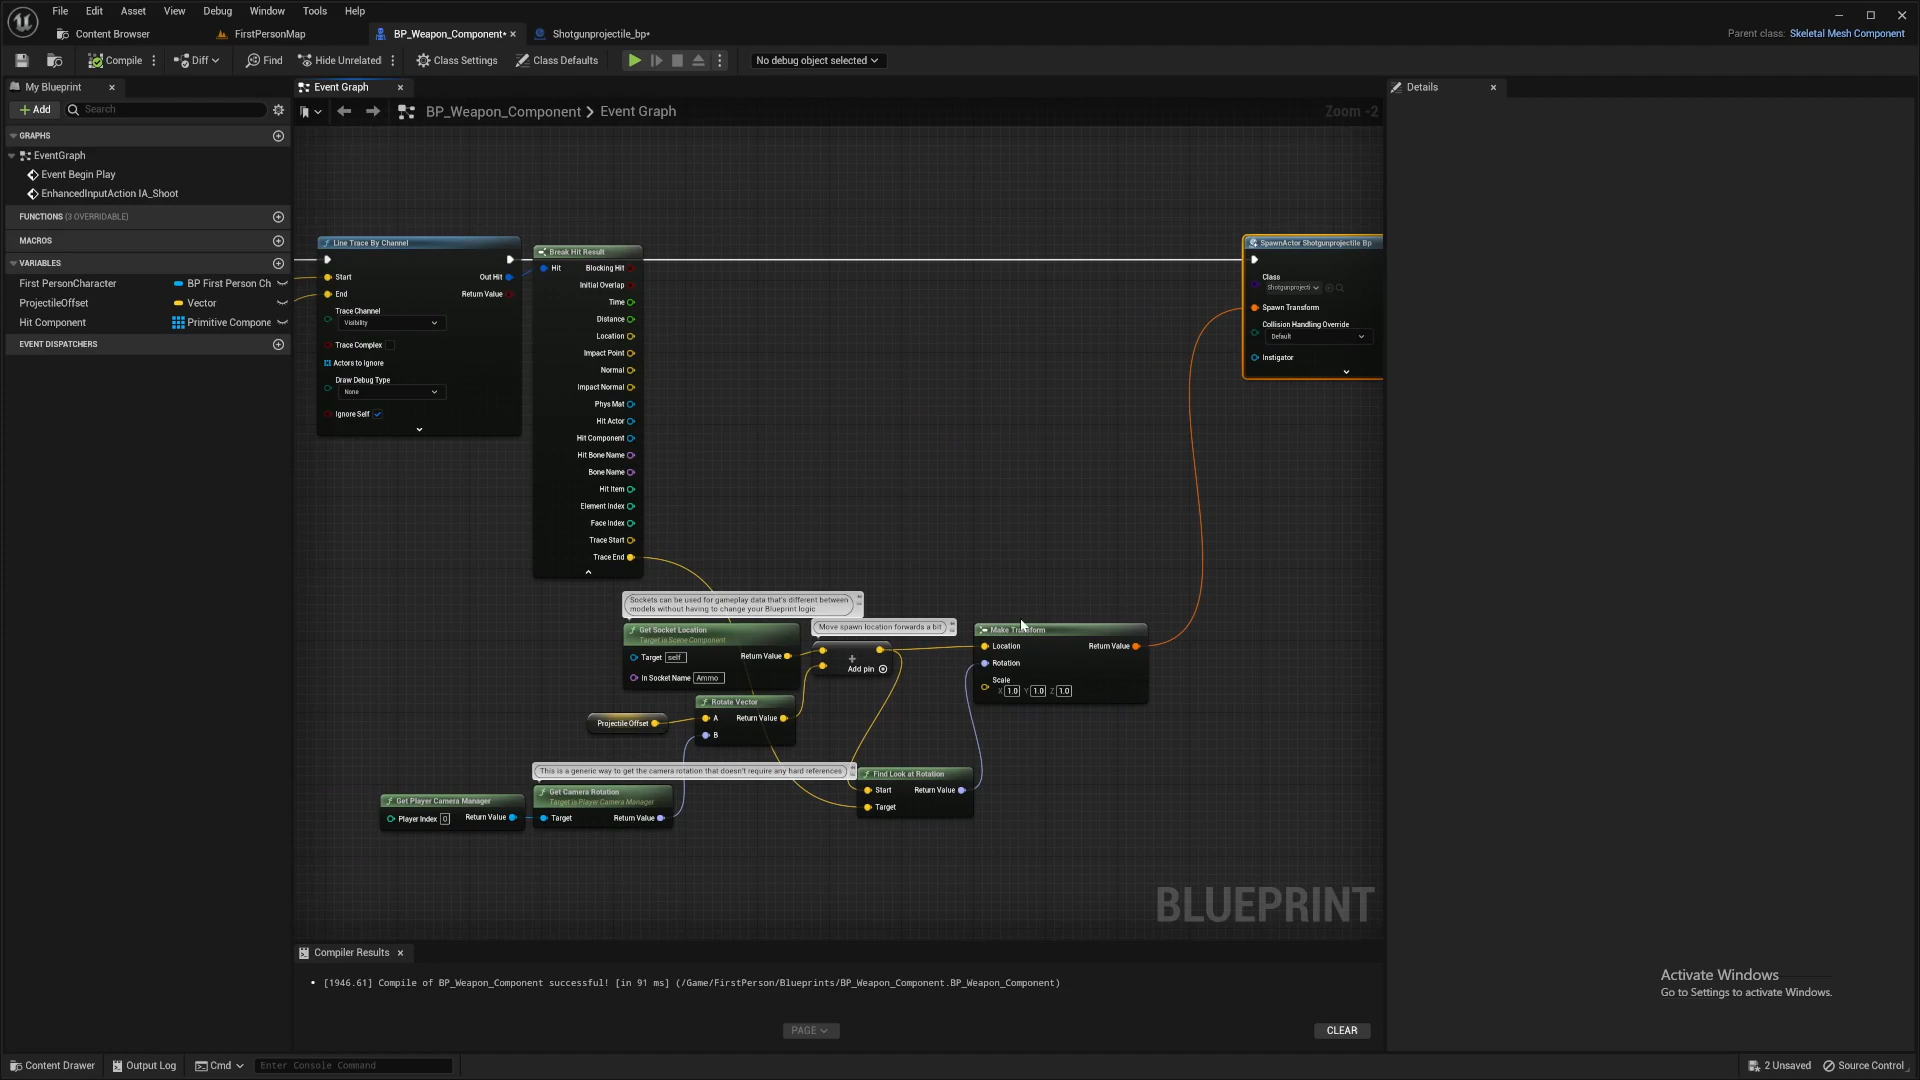 File Edit Asset View Debug Window Tools Help
Content Browser FirstPersonMap BP_Weapon_Component* Shotgunprojectile_bp*
Parent class: Skeletal Mesh Component
Compile Diff Find Hide Unrelated Class Settings Class Defaults No debug object selected
My Blueprint
Add Search
GRAPHS
EventGraph
Event Begin Play
EnhancedInputAction IA_Shoot
FUNCTIONS (3 OVERRIDABLE)
MACROS
VARIABLES
First PersonCharacter BP First Person Ch
ProjectileOffset Vector
Hit Component Primitive Compone
EVENT DISPATCHERS
Event Graph
BP_Weapon_Component > Event Graph
Zoom -2
Line Trace By Channel
Start
End
Out Hit
Return Value
Trace Channel
Visibility
Trace Complex
Actors to Ignore
Draw Debug Type
None
Ignore Self
Break Hit Result
Hit
Blocking Hit
Initial Overlap
Time
Distance
Location
Impact Point
Normal
Impact Normal
Phys Mat
Hit Actor
Hit Component
Hit Bone Name
Bone Name
Hit Item
Element Index
Face Index
Trace Start
Trace End
SpawnActor Shotgunprojectile Bp
Class
Shotgunprojecti
Spawn Transform
Collision Handling Override
Default
Instigator
Sockets can be used for gameplay data that's different between
models without having to change your Blueprint logic
Get Socket Location
Target is Scene Component
Target self
Return Value
In Socket Name Ammo
Move spawn location forwards a bit
Add pin
Make Transform
Location
Return Value
Rotation
Scale
X 1.0 Y 1.0 Z 1.0
Rotate Vector
A
Return Value
B
Projectile Offset
This is a generic way to get the camera rotation that doesn't require any hard references
Get Player Camera Manager
Player Index 0
Return Value
Get Camera Rotation
Target is Player Camera Manager
Target
Return Value
Find Look at Rotation
Start
Return Value
Target
BLUEPRINT
Details
Compiler Results
[1946.61] Compile of BP_Weapon_Component successful! [in 91 ms] (/Game/FirstPerson/Blueprints/BP_Weapon_Component.BP_Weapon_Component)
PAGE
CLEAR
Activate Windows
Go to Settings to activate Windows.
Content Drawer Output Log Cmd Enter Console Command 2 Unsaved Source Control